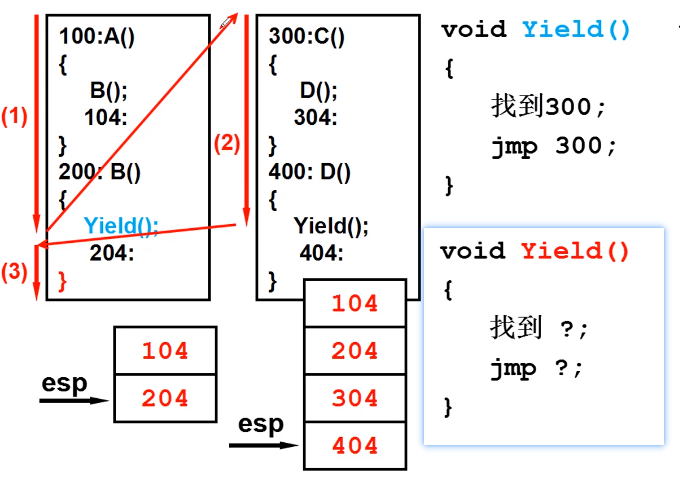 100:A()
{
B();
104:
}
200: B()
{
Yield();
204:
}
(1)
(3)
300:C()
{
D();
304:
}
400: D()
{
Yield();
404:
}
(2)
void Yield()
{
找到300;
jmp 300;
}
void Yield()
{
找到 ?;
jmp ?;
}
esp
104
204
esp
104
204
304
404